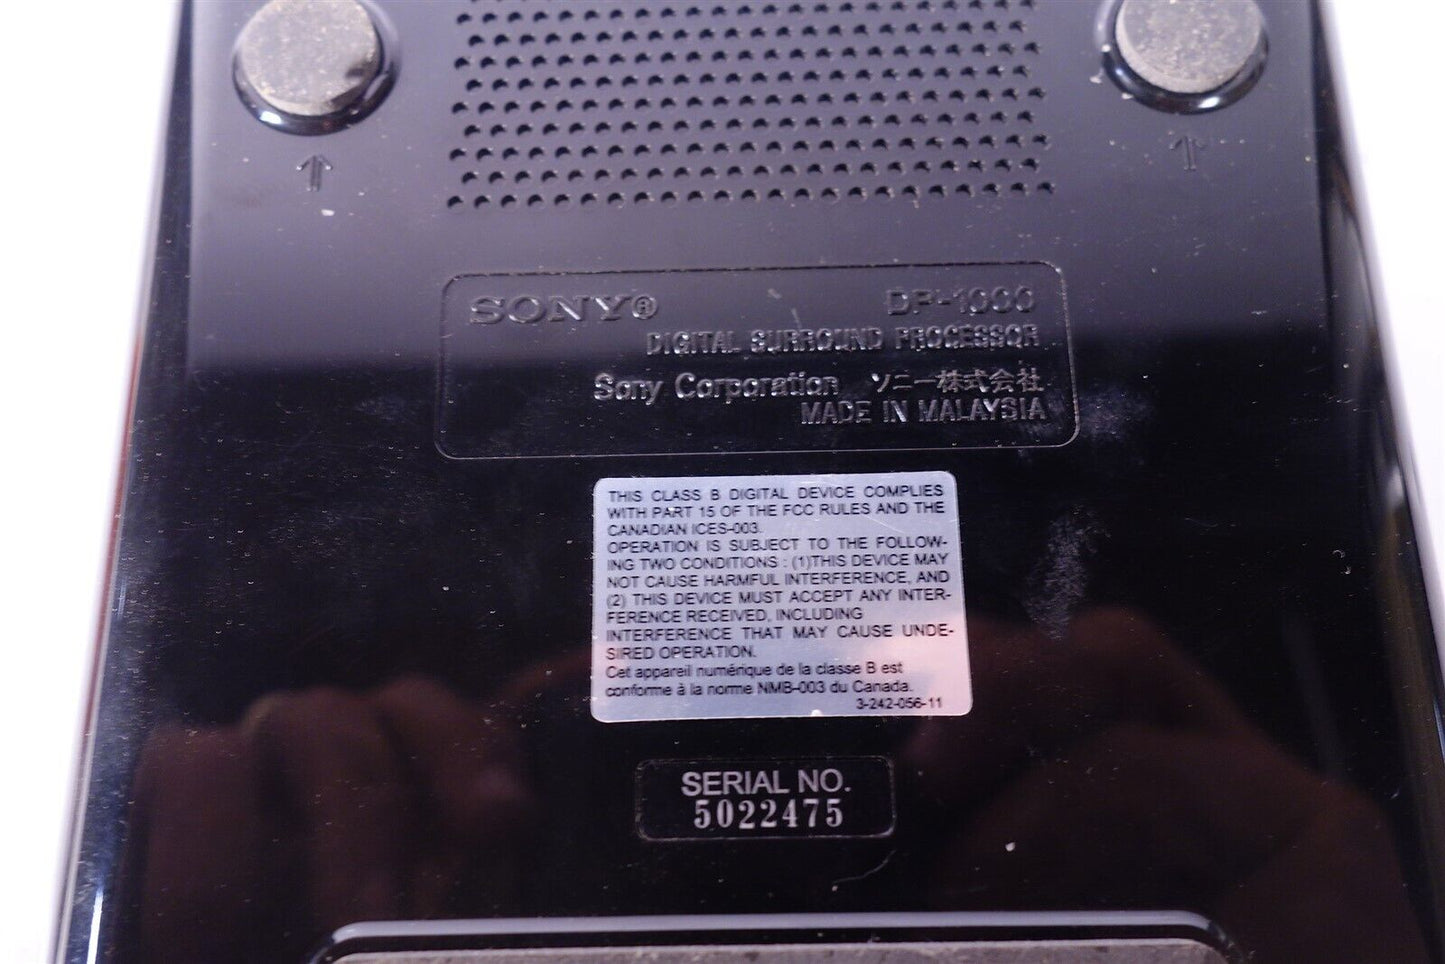 SONY® DP-1000
DIGITAL SURROUND PROCESSOR
Sony Corporation ソニー株式会社
MADE IN MALAYSIA
THIS CLASS B DIGITAL DEVICE COMPLIES
WITH PART 15 OF THE FCC RULES AND THE
CANADIAN ICES-003.
OPERATION IS SUBJECT TO THE FOLLOW-
ING TWO CONDITIONS : (1)THIS DEVICE MAY
NOT CAUSE HARMFUL INTERFERENCE, AND
(2) THIS DEVICE MUST ACCEPT ANY INTER-
FERENCE RECEIVED, INCLUDING
INTERFERENCE THAT MAY CAUSE UNDE-
SIRED OPERATION.
Cet appareil numérique de la classe B est
conforme à la norme NMB-003 du Canada.
3-242-056-11
SERIAL NO.
5022475